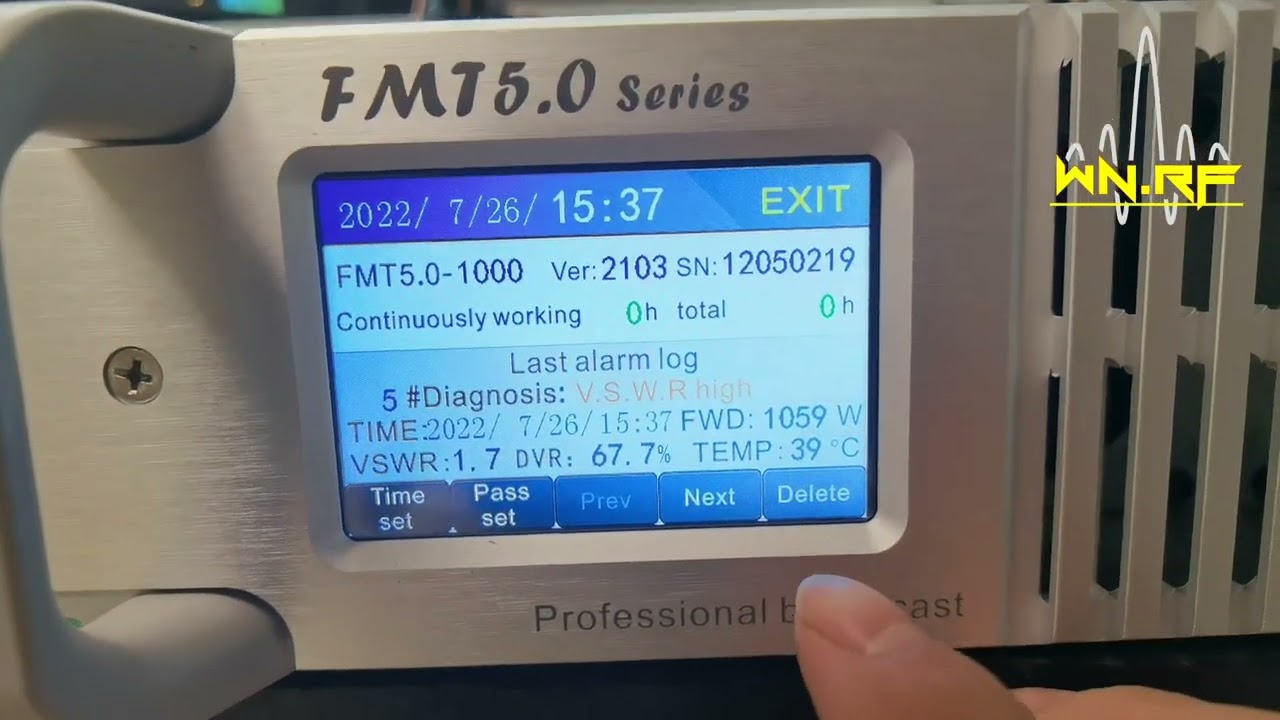 FMT5.0 Series
WN.RF
2022/ 7/26/ 15:37 EXIT
FMT5.0-1000 Ver:2103 SN:12050219
Continuously working 0h total 0h
Last alarm log
5 #Diagnosis: V.S.W.R high
TIME:2022/ 7/26/15:37 FWD: 1059 W
VSWR:1.7 DVR: 67.7% TEMP: 39 °C
Time set Pass set Prev Next Delete
Professional